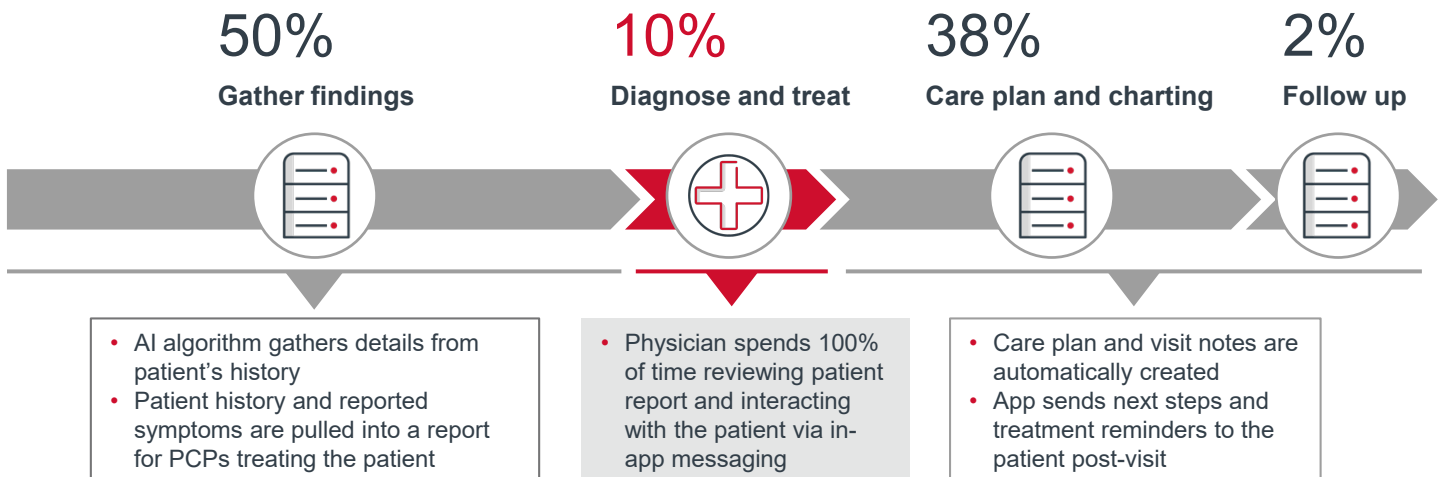 50%
Gather findings
10%
Diagnose and treat
38%
Care plan and charting
2%
Follow up
• AI algorithm gathers details from
patient's history
• Patient history and reported
symptoms are pulled into a report
for PCPs treating the patient
• Physician spends 100%
of time reviewing patient
report and interacting
with the patient via in-
app messaging
• Care plan and visit notes are
automatically created
• App sends next steps and
treatment reminders to the
patient post-visit